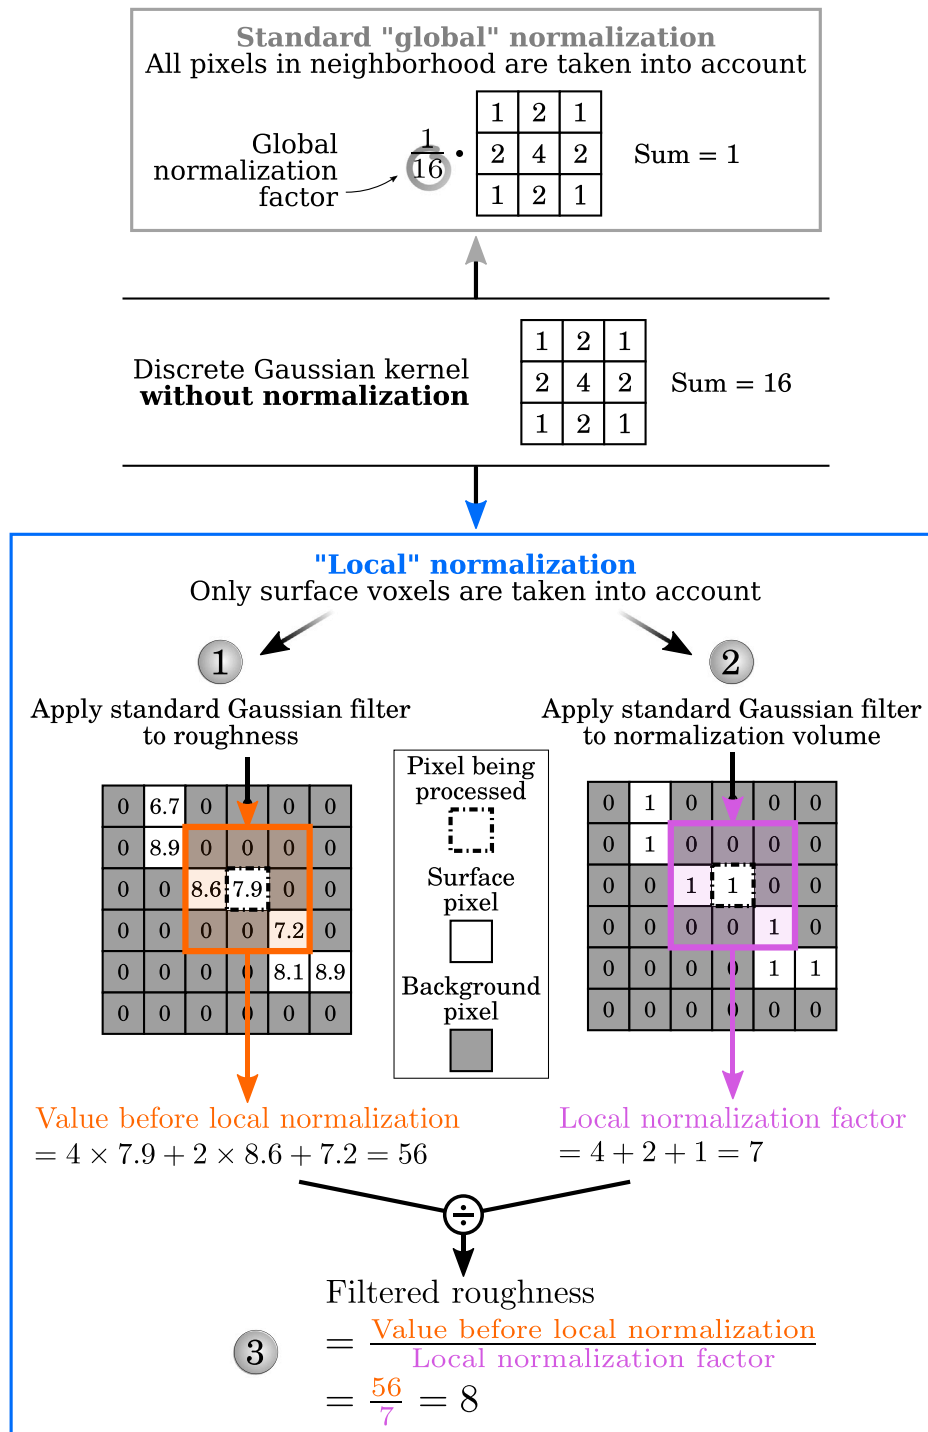 Standard "global" normalization
All pixels in neighborhood are taken into account
Global
normalization
factor
1
16
•
1 2 1
2 4 2
1 2 1
Sum = 1
Discrete Gaussian kernel
without normalization
1 2 1
2 4 2
1 2 1
Sum = 16
"Local" normalization
Only surface voxels are taken into account
1
Apply standard Gaussian filter
to roughness
0 6.7 0 0 0 0
0 8.9 0 0 0 0
0 0 8.6 7.9 0 0
0 0 0 0 7.2 0
0 0 0 0 8.1 8.9
0 0 0 0 0 0
Value before local normalization
= 4 × 7.9 + 2 × 8.6 + 7.2 = 56
Pixel being
processed
Surface
pixel
Background
pixel
2
Apply standard Gaussian filter
to normalization volume
0 1 0 0 0 0
0 1 0 0 0 0
0 0 1 1 0 0
0 0 0 0 1 0
0 0 0 0 1 1
0 0 0 0 0 0
Local normalization factor
= 4 + 2 + 1 = 7
÷
3
Filtered roughness
= Value before local normalization
Local normalization factor
= 56
7
= 8